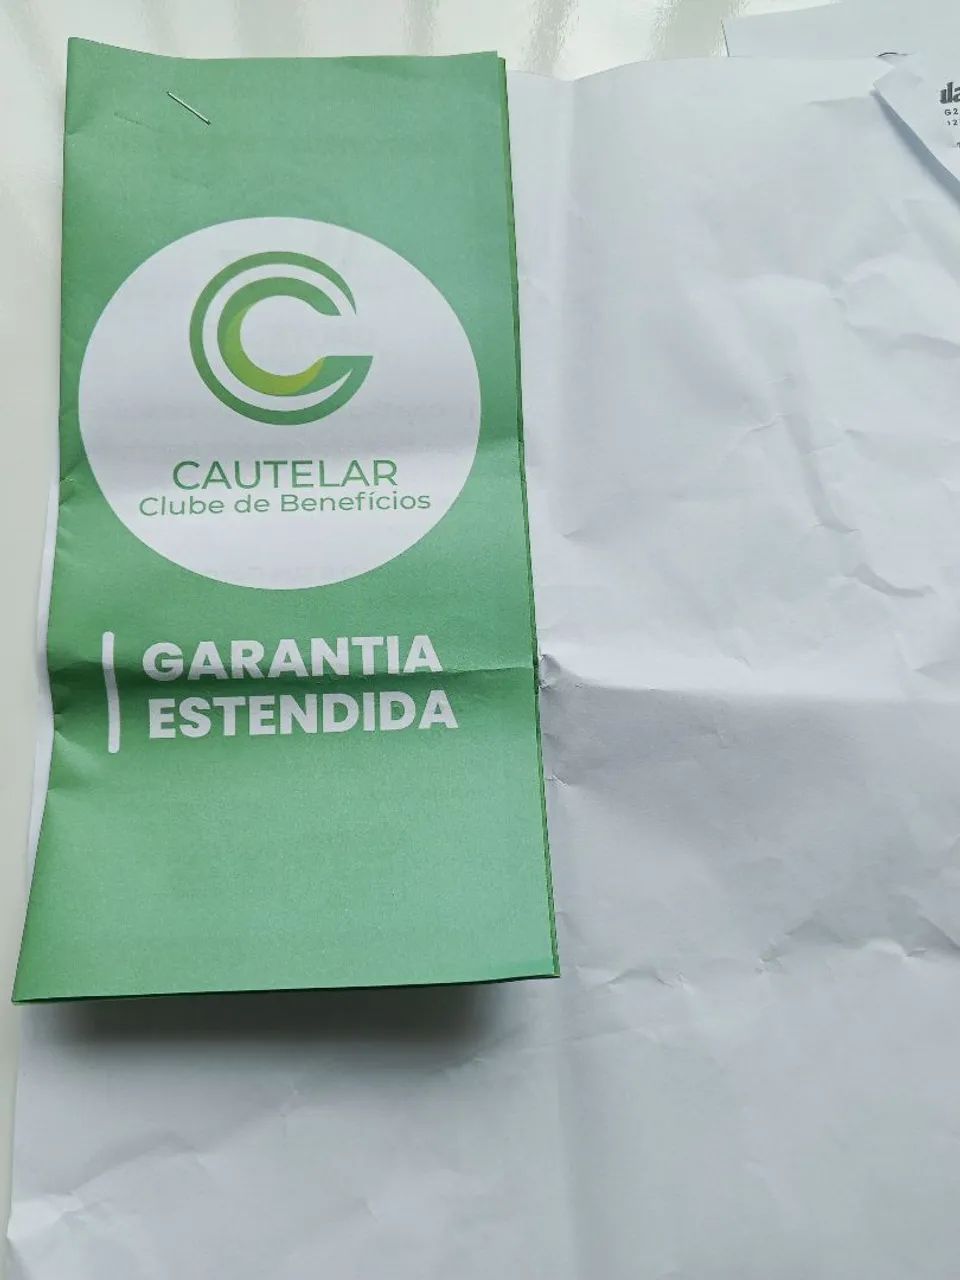 CAUTELAR
Clube de Benefícios
GARANTIA
ESTENDIDA